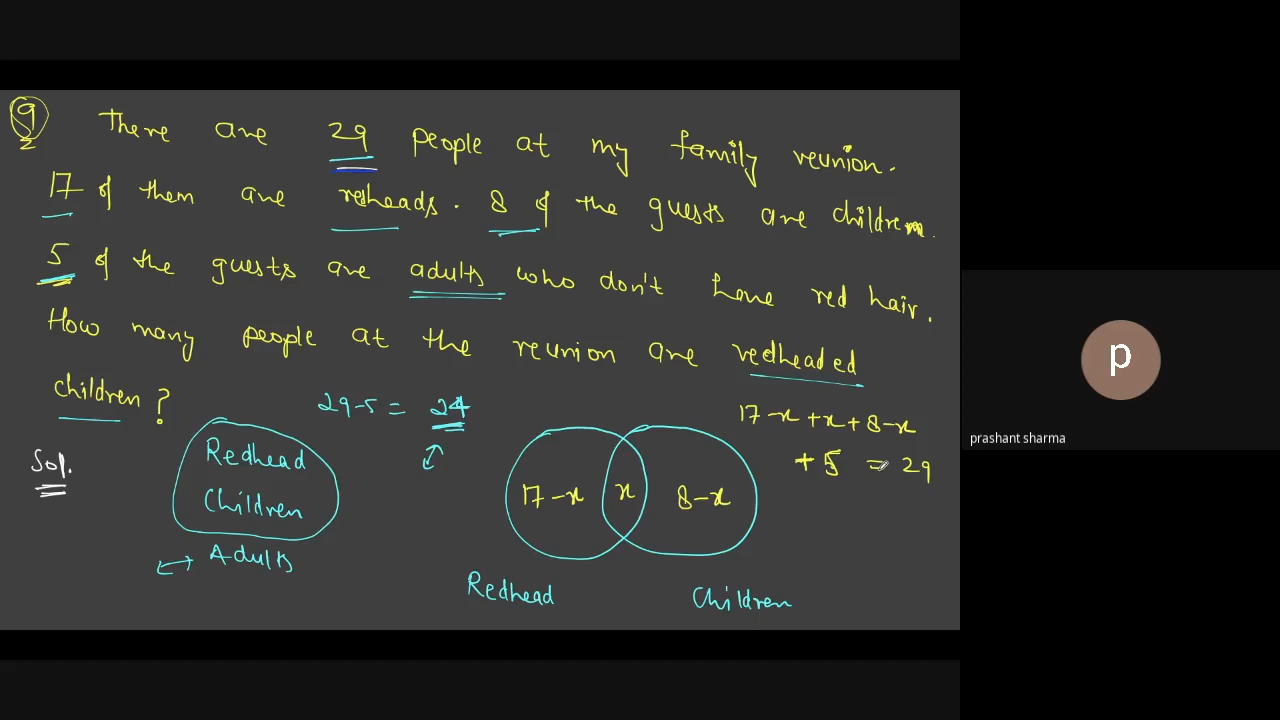 9
There are 29 people at my family reunion.
17 of them are redheads. 8 of the guests are children.
5 of the guests are adults who don't have red hair.
How many people at the reunion are redheaded
children?
29-5 = 24
17-x +x+8-x
+ 5 = 29
Sol.
Redhead
Children
Adults
17-x x 8-x
Redhead
Children
p
prashant sharma